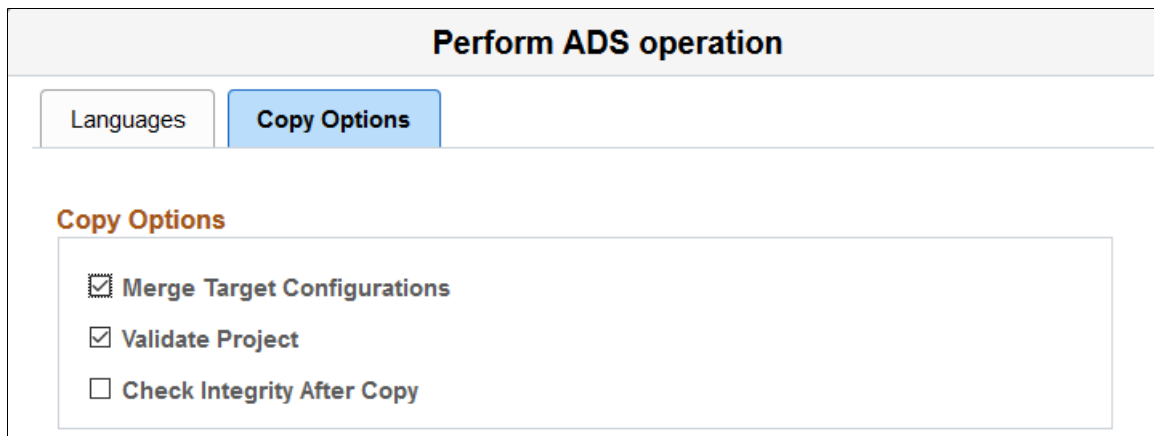 Perform ADS operation
Languages
Copy Options
Copy Options
Merge Target Configurations
Validate Project
Check Integrity After Copy